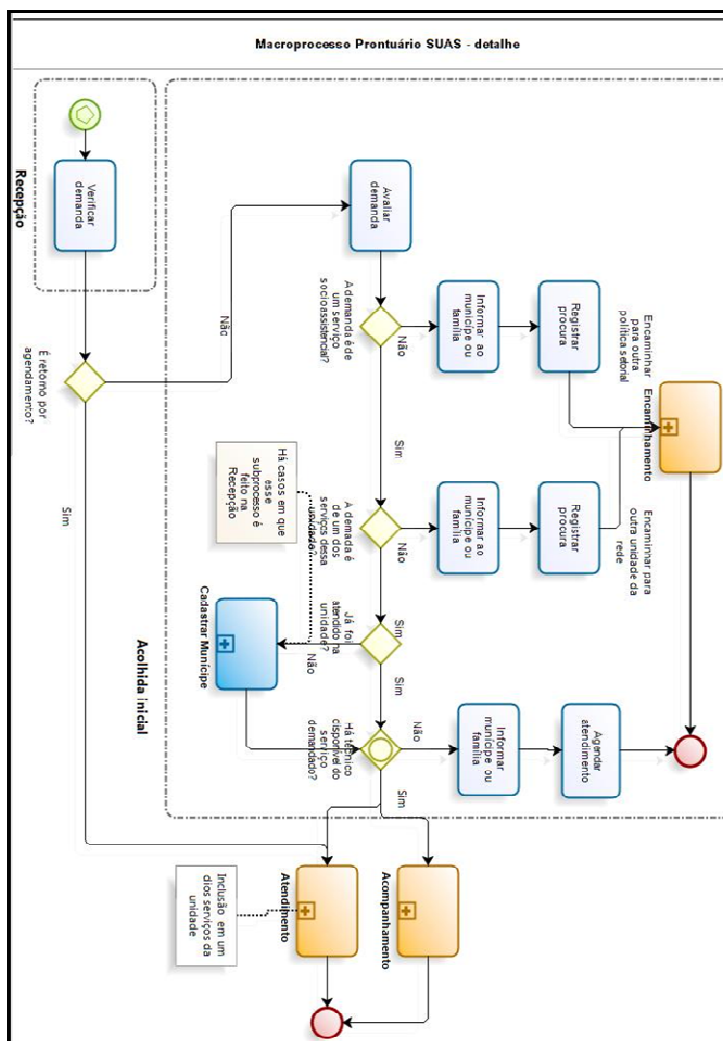 Macroprocesso Prontuário SUAS - detalhe
Recepção
Verificar
demanda
É retorno por
agendamento?
Não
Sim
Acolhida inicial
Avaliar
demanda
A demanda é de
um serviço
socioassistencial?
Não
Informar ao
munícipe ou
família
Registrar
procura
Encaminhar
para outra
política setorial
Encaminhamento
Sim
A demada é
de um dos
serviços dessa
unidade?
Não
Informar ao
munícipe ou
família
Registrar
procura
Encaminhar para
outra unidade da
rede
Sim
Há casos em que
esse
subprocesso é
feito na
Recepção
Já foi
atendido na
unidade?
Não
Cadastrar Munícipe
Sim
Há técnico
disponível do
serviço
demandado?
Não
Informar
munícipe ou
família
Agendar
atendimento
Sim
Acompanhamento
Atendimento
Inclusão em um
dios serviços da
unidade